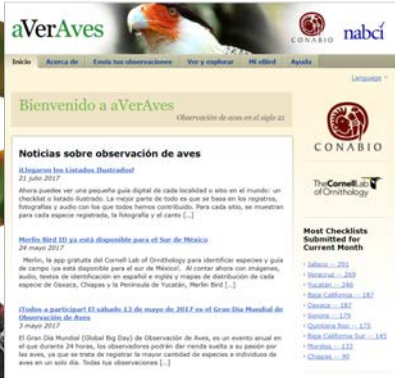 aVerAves
CONABIO
nabci
Inicio Acerca de Envía tus observaciones Ver y explorar Mi eBird Ayuda
Language
Bienvenido a aVerAves
Observación de aves en el siglo 21
CONABIO
TheCornellLab
of Ornithology
Noticias sobre observación de aves
¡Llegaron los Listados Ilustrados!
21 julio 2017
Ahora puedes ver una pequeña guía digital de cada localidad o sitio en el mundo: un
checklist o listado ilustrado. La mejor parte de todo es que se basa en los registros,
fotografías y audio con los que todos hemos contribuido. Para cada sitio, se muestran
para cada especie registrada, la fotografía y el canto [...]
Merlin Bird ID ya está disponible para el Sur de México
24 mayo 2017
Merlin, la app gratuita del Cornell Lab of Ornithology para identificar especies y guía
de campo ¡ya está disponible para el sur de México!. Al contar ahora con imágenes,
audio, textos de identificación en español e inglés y mapas de distribución de cada
especie de Oaxaca, Chiapas y la Península de Yucatán, Merlin Bird [...]
¡Todos a participar! El sábado 13 de mayo de 2017 es el Gran Día Mundial de
Observación de Aves
3 mayo 2017
El Gran Día Mundial (Global Big Day) de Observación de Aves, es un evento anual en
el que durante 24 horas, los observadores podrán dar rienda suelta a su pasión por
las aves, ya que se trata de registrar la mayor cantidad de especies e individuos de
aves en un solo día. Todas tus observaciones [...]
Most Checklists
Submitted for
Current Month
Jalisco -- 291
Veracruz -- 269
Yucatán -- 246
Baja California -- 187
Oaxaca -- 187
Sonora -- 179
Quintana Roo -- 175
Baja California Sur -- 145
Morelos -- 133
Chiapas -- 90